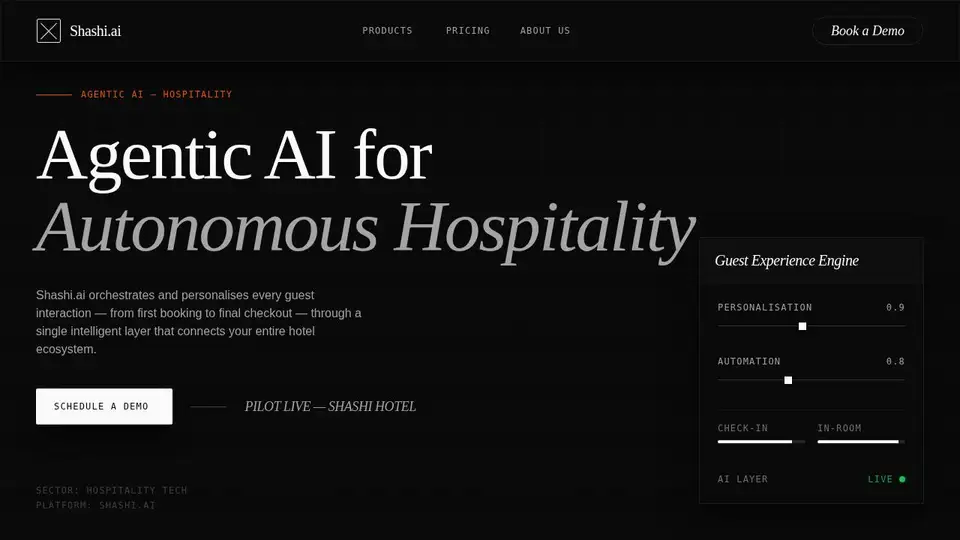 Shashi.ai
PRODUCTS
PRICING
ABOUT US
Book a Demo
AGENTIC AI — HOSPITALITY
Agentic AI for
Autonomous Hospitality
Shashi.ai orchestrates and personalises every guest
interaction — from first booking to final checkout — through a
single intelligent layer that connects your entire hotel
ecosystem.
SCHEDULE A DEMO
PILOT LIVE — SHASHI HOTEL
SECTOR: HOSPITALITY TECH
PLATFORM: SHASHI.AI
Guest Experience Engine
PERSONALISATION 0.9
AUTOMATION 0.8
CHECK-IN IN-ROOM
AI LAYER LIVE